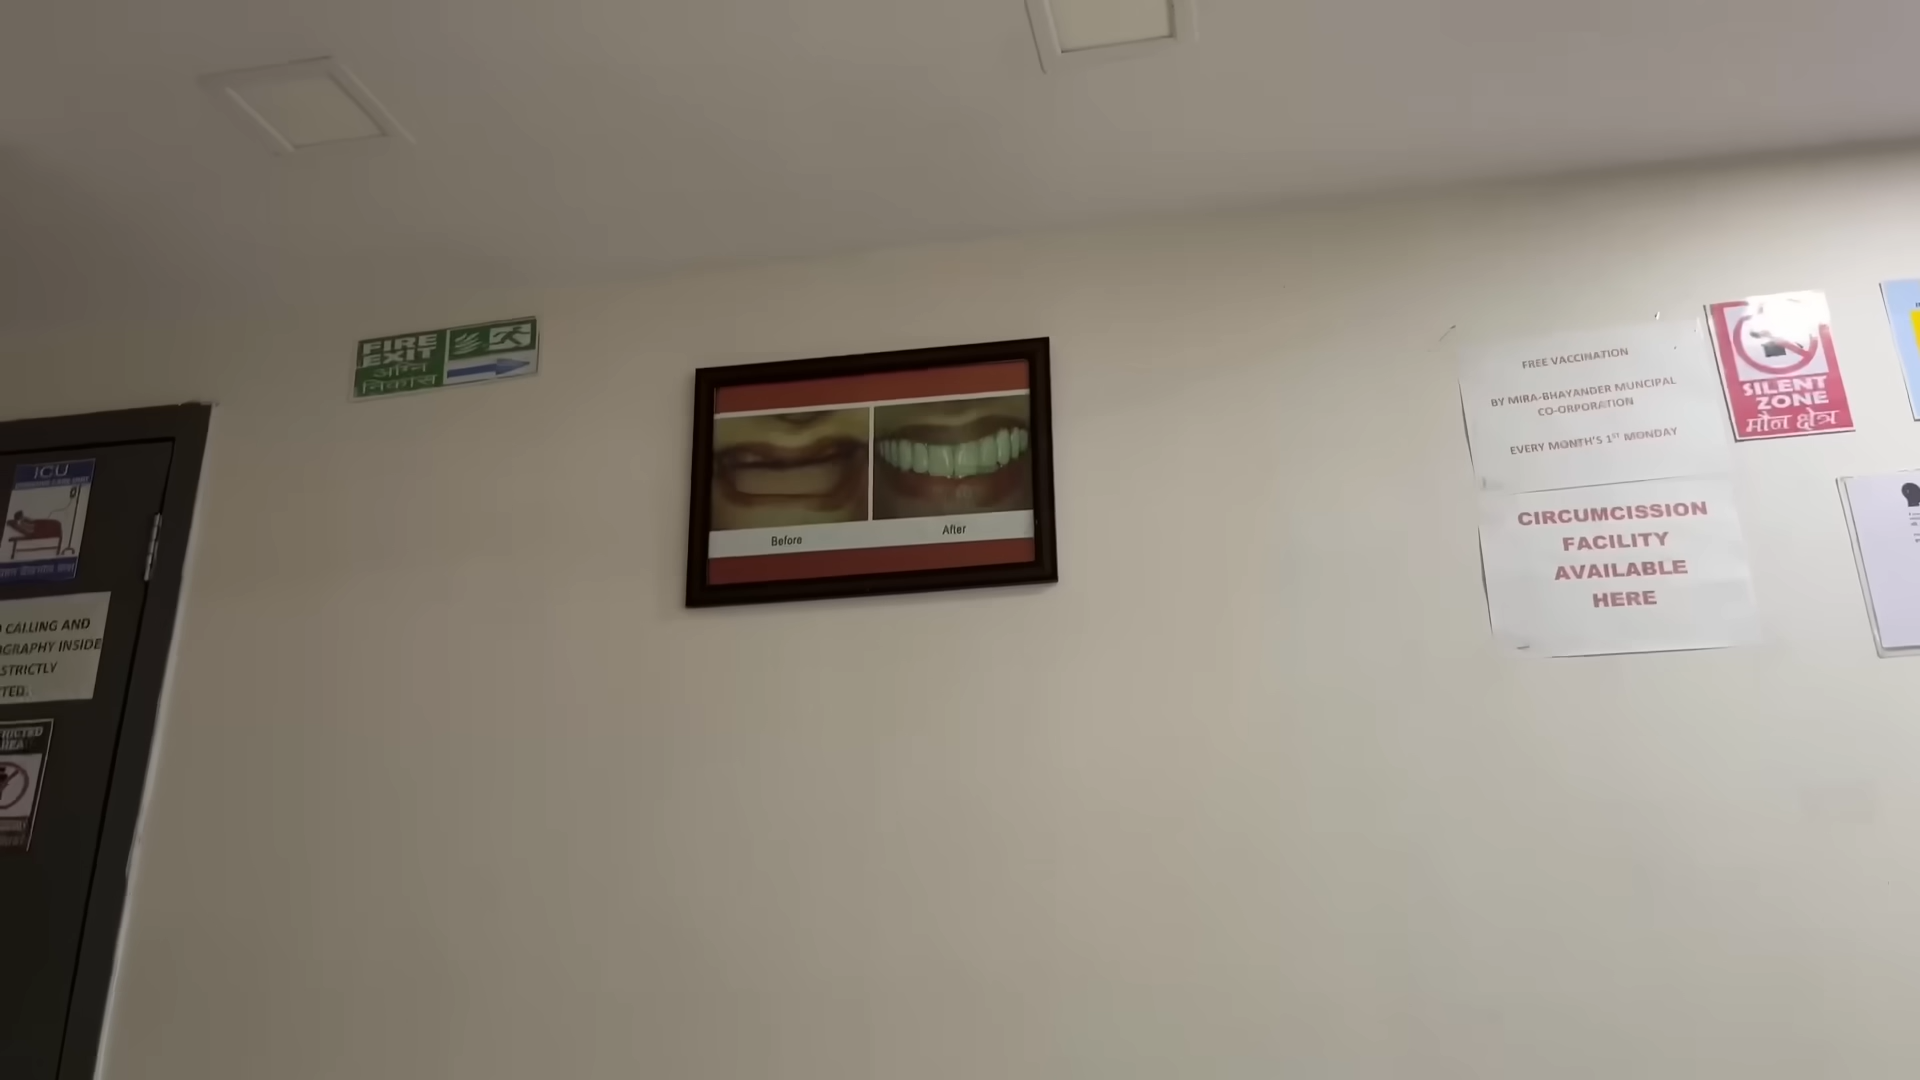 FIRE
EXIT
अग्नि
निकास
ICU
CALLING AND
GRAPHY INSIDE
STRICTLY
TED.
Before
After
FREE VACCINATION
BY MIRA-BHAYANDER MUNCIPAL
CO-ORPORATION
EVERY MONTH'S 1ST MONDAY
CIRCUMCISSION
FACILITY
AVAILABLE
HERE
SILENT
ZONE
मौन क्षेत्र